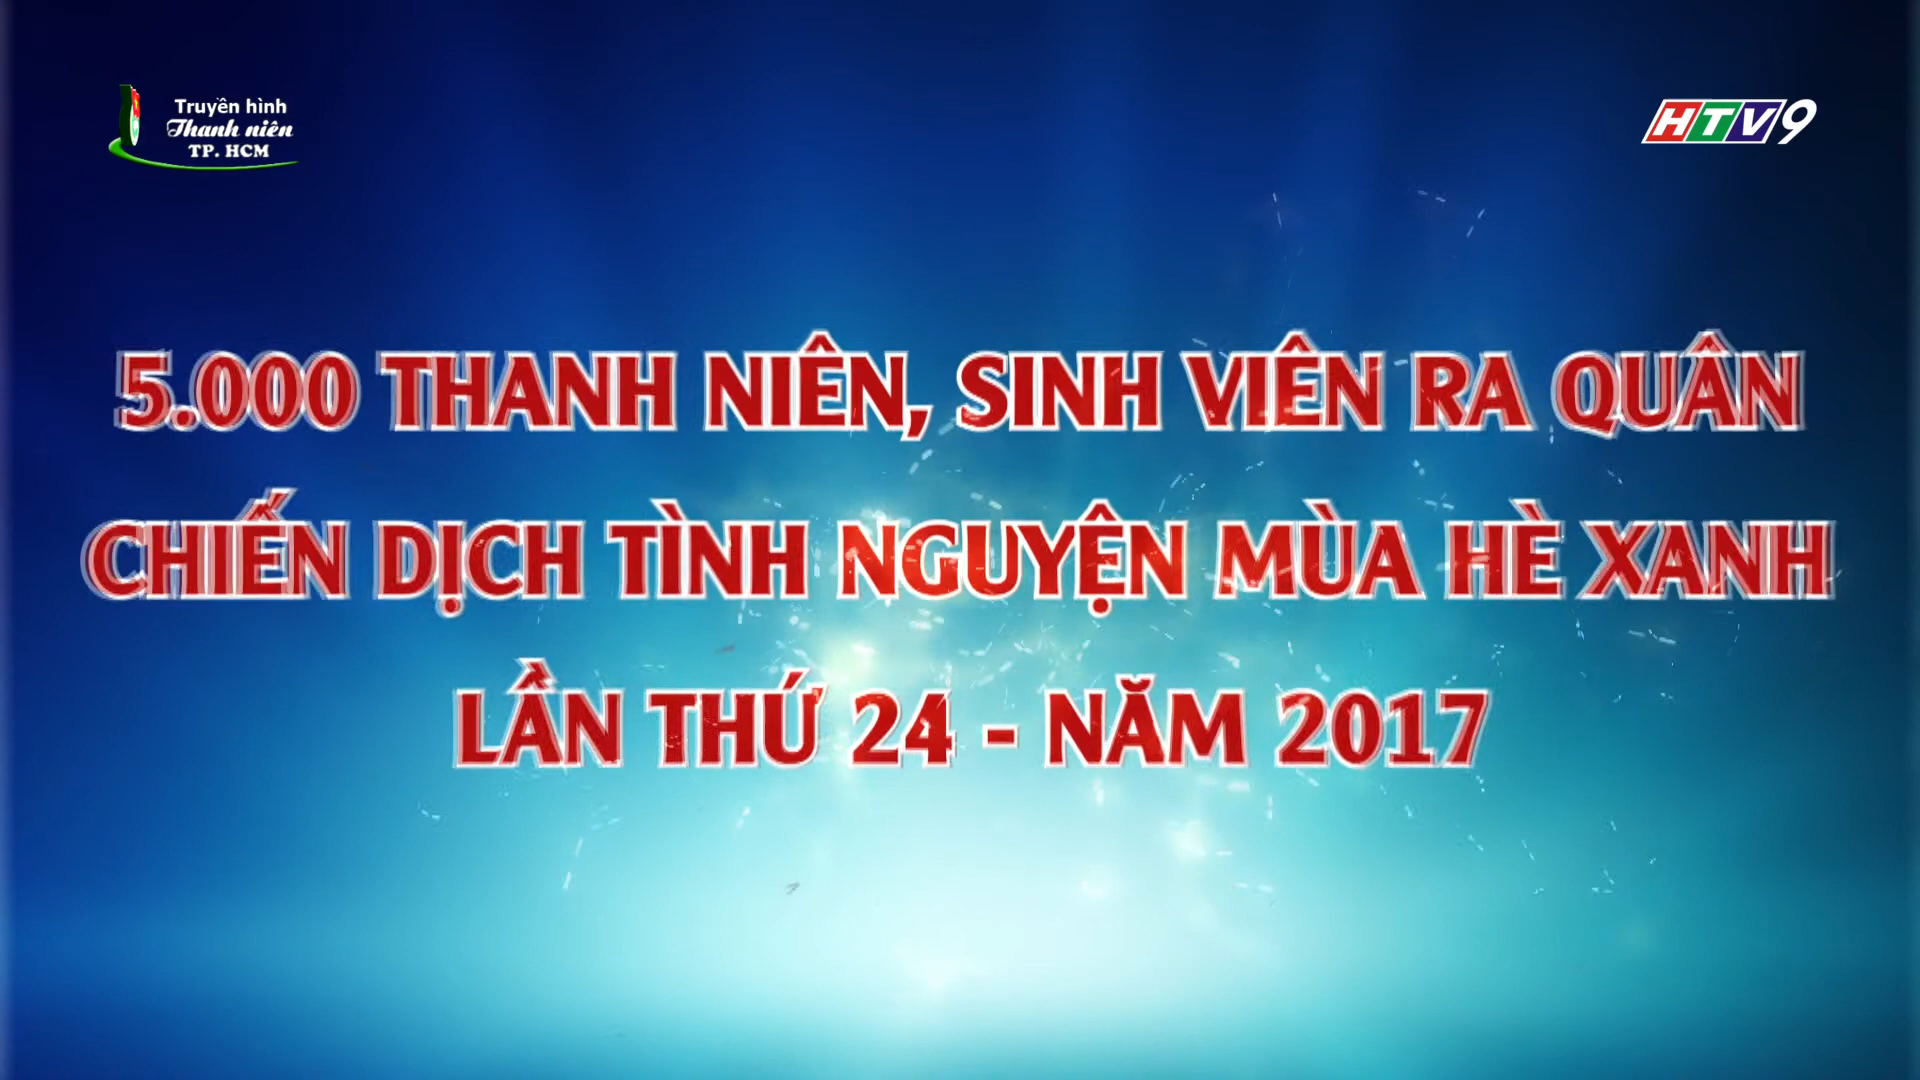 Truyền hình
Thanh niên
TP. HCM
HTV9
5.000 THANH NIÊN, SINH VIÊN RA QUÂN
CHIẾN DỊCH TÌNH NGUYỆN MÙA HÈ XANH
LẦN THỨ 24 - NĂM 2017